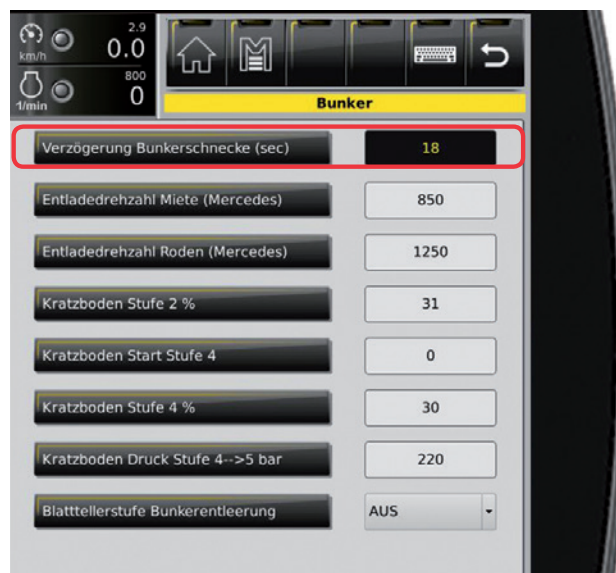 km/h
2.9
0.0
1/min
800
0
Bunker
Verzögerung Bunkerschnecke (sec) 18
Entladedrehzahl Miete (Mercedes) 850
Entladedrehzahl Roden (Mercedes) 1250
Kratzboden Stufe 2 % 31
Kratzboden Start Stufe 4 0
Kratzboden Stufe 4 % 30
Kratzboden Druck Stufe 4-->5 bar 220
Blatttellerstufe Bunkerentleerung AUS